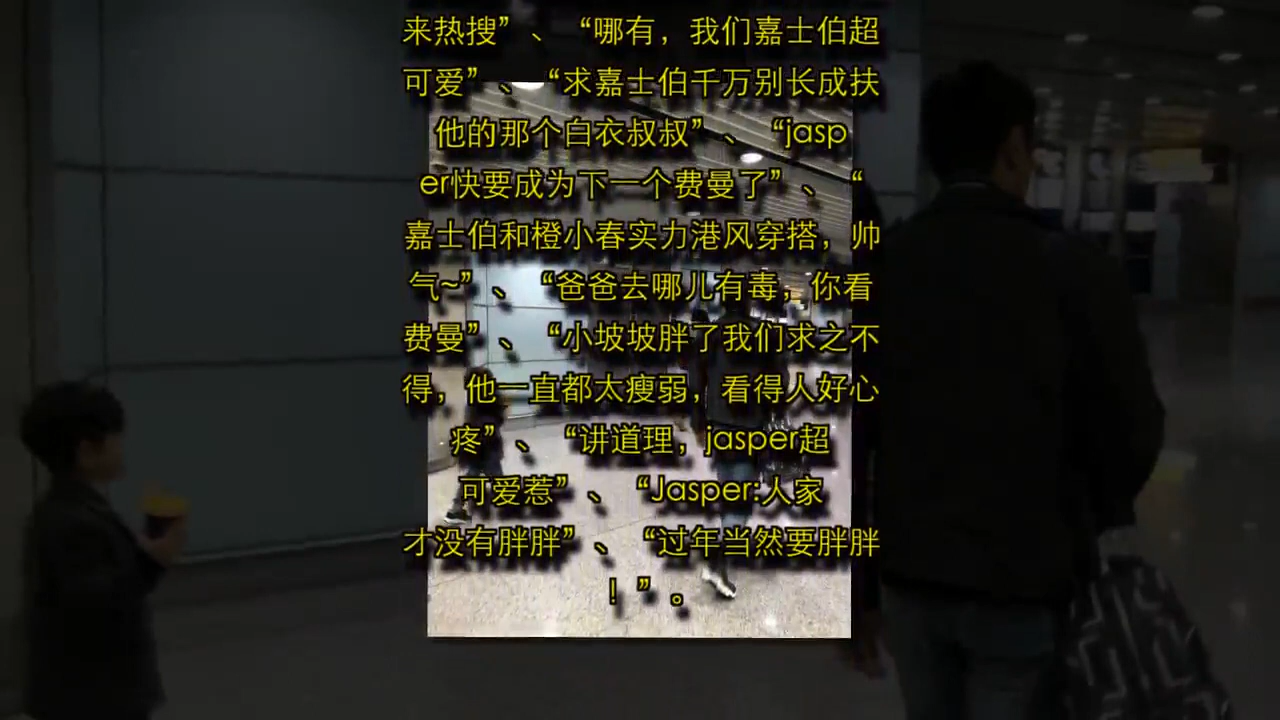 来热搜”、“哪有，我们嘉士伯超
可爱”、“求嘉士伯千万别长成扶
他的那个白衣叔叔”、“jasp
er快要成为下一个费曼了”、“
嘉士伯和橙小春实力港风穿搭，帅
气~”、“爸爸去哪儿有毒，你看
费曼”、“小坡坡胖了我们求之不
得，他一直都太瘦弱，看得人好心
疼”、“讲道理，jasper超
可爱惹”、“Jasper:人家
才没有胖胖”、“过年当然要胖胖
！”。